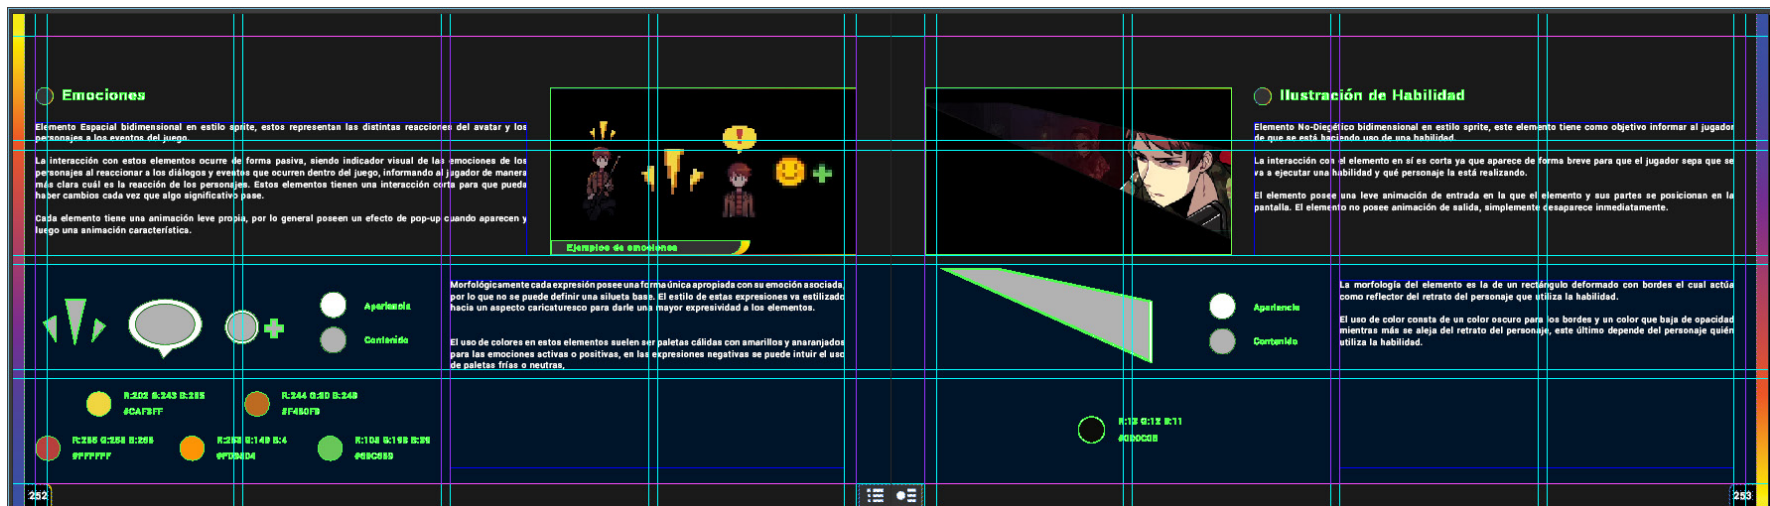 Emociones
Elemento Espacial bidimensional en estilo sprite, estos representan las distintas reacciones del avatar y los
personajes a los eventos del juego.
La interacción con estos elementos ocurre de forma pasiva, siendo indicador visual de las emociones de los
personajes al reaccionar a los diálogos y eventos que ocurren dentro del juego, informando al jugador de manera
más clara cuál es la reacción de los personajes. Estos elementos tienen una interacción corta para que pueda
haber cambios cada vez que algo significativo pase.
Cada elemento tiene una animación leve propia, por lo general poseen un efecto de pop-up cuando aparecen y
luego una animación característica.
Ejemplos de emociones
Apariencia
Contenido
Morfológicamente cada expresión posee una forma única apropiada con su emoción asociada,
por lo que no se puede definir una silueta base. El estilo de estas expresiones va estilizado
hacia un aspecto caricaturesco para darle una mayor expresividad a los elementos.
El uso de colores en estos elementos suelen ser paletas cálidas con amarillos y anaranjados
para las emociones activas o positivas, en las expresiones negativas se puede intuir el uso
de paletas frías o neutras,
#CAF3FF
#FFFFFF
252
Ilustración de Habilidad
Elemento No-Diegético bidimensional en estilo sprite, este elemento tiene como objetivo informar al jugador
de que se está haciendo uso de una habilidad.
La interacción con el elemento en sí es corta ya que aparece de forma breve para que el jugador sepa que se
va a ejecutar una habilidad y qué personaje la está realizando.
El elemento posee una leve animación de entrada en la que el elemento y sus partes se posicionan en la
pantalla. El elemento no posee animación de salida, simplemente desaparece inmediatamente.
Apariencia
Contenido
La morfología del elemento es la de un rectángulo deformado con bordes el cual actúa
como reflector del retrato del personaje que utiliza la habilidad.
El uso de color consta de un color oscuro para los bordes y un color que baja de opacidad
mientras más se aleja del retrato del personaje, este último depende del personaje quién
utiliza la habilidad.
R:13 G:12 B:11
#0D0C0B
253